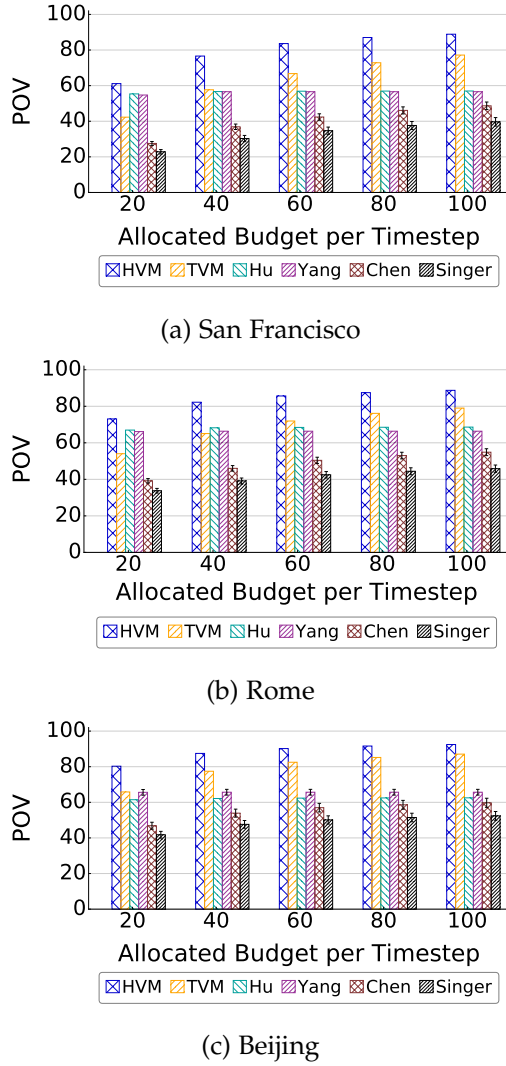 100
80
60
40
20
0
POV
20 40 60 80 100
Allocated Budget per Timestep
HVM TVM Hu Yang Chen Singer
(a) San Francisco
100
80
60
40
20
0
POV
20 40 60 80 100
Allocated Budget per Timestep
HVM TVM Hu Yang Chen Singer
(b) Rome
100
80
60
40
20
0
POV
20 40 60 80 100
Allocated Budget per Timestep
HVM TVM Hu Yang Chen Singer
(c) Beijing